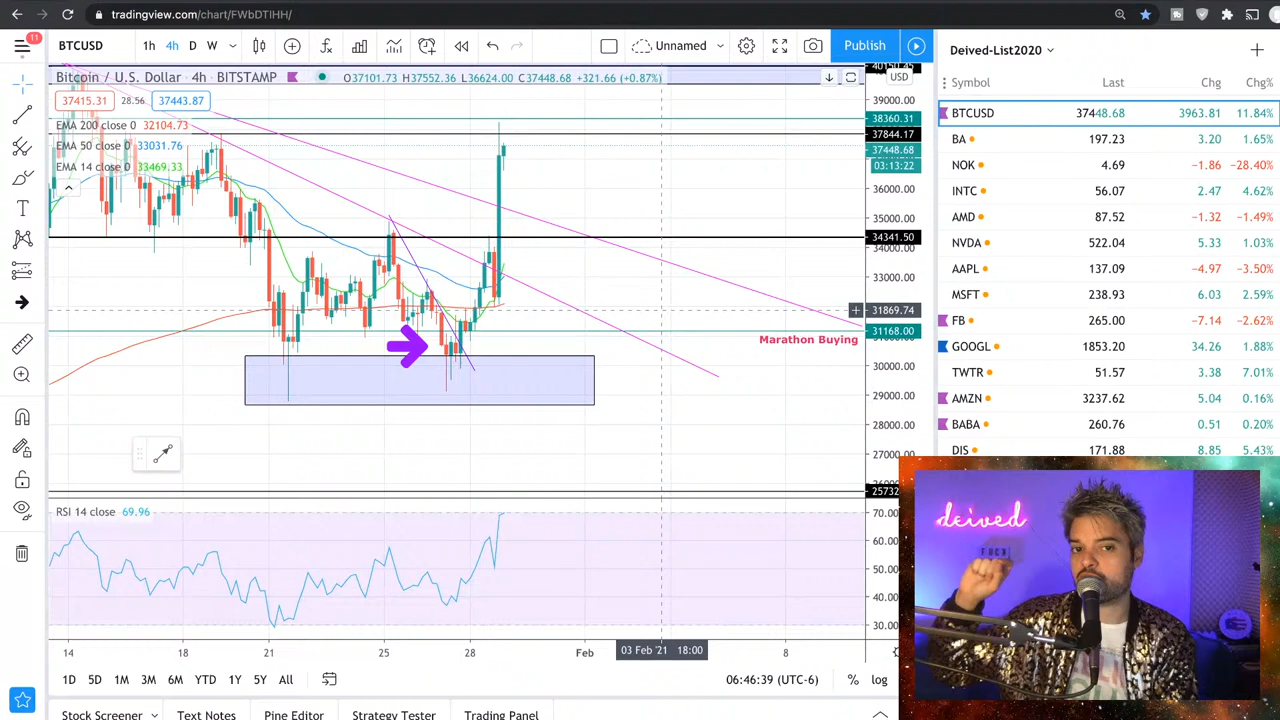 tradingview.com/chart/FWbDTIHH/
11
BTCUSD 1h 4h D W Unnamed Publish
Deived-List2020
Bitcoin / U.S. Dollar · 4h · BITSTAMP O37101.73 H37552.36 L36624.00 C37448.68 +321.66 (+0.87%)
37415.31 28.56 37443.87
EMA 200 close 0 32104.73
EMA 50 close 0 33031.76
EMA 14 close 0 33469.33
40150.45
USD
39000.00
38360.31
37844.17
37448.68
03:13:22
36000.00
35000.00
34341.50
34000.00
33000.00
31869.74
31168.00
Marathon Buying
30000.00
29000.00
28000.00
27000.00
25732
RSI 14 close 69.96
70.00
60.00
50.00
40.00
30.00
14 18 21 25 28 Feb 03 Feb '21 18:00 8
1D 5D 1M 3M 6M YTD 1Y 5Y All 06:46:39 (UTC-6) % log
Stock Screener Text Notes Pine Editor Strategy Tester Trading Panel
Symbol Last Chg Chg%
BTCUSD 37448.68 3963.81 11.84%
BA 197.23 3.20 1.65%
NOK 4.69 −1.86 −28.40%
INTC 56.07 2.47 4.62%
AMD 87.52 −1.32 −1.49%
NVDA 522.04 5.33 1.03%
AAPL 137.09 −4.97 −3.50%
MSFT 238.93 6.03 2.59%
FB 265.00 −7.14 −2.62%
GOOGL 1853.20 34.26 1.88%
TWTR 51.57 3.38 7.01%
AMZN 3237.62 5.04 0.16%
BABA 260.76 0.51 0.20%
DIS 171.88 8.85 5.43%
deived